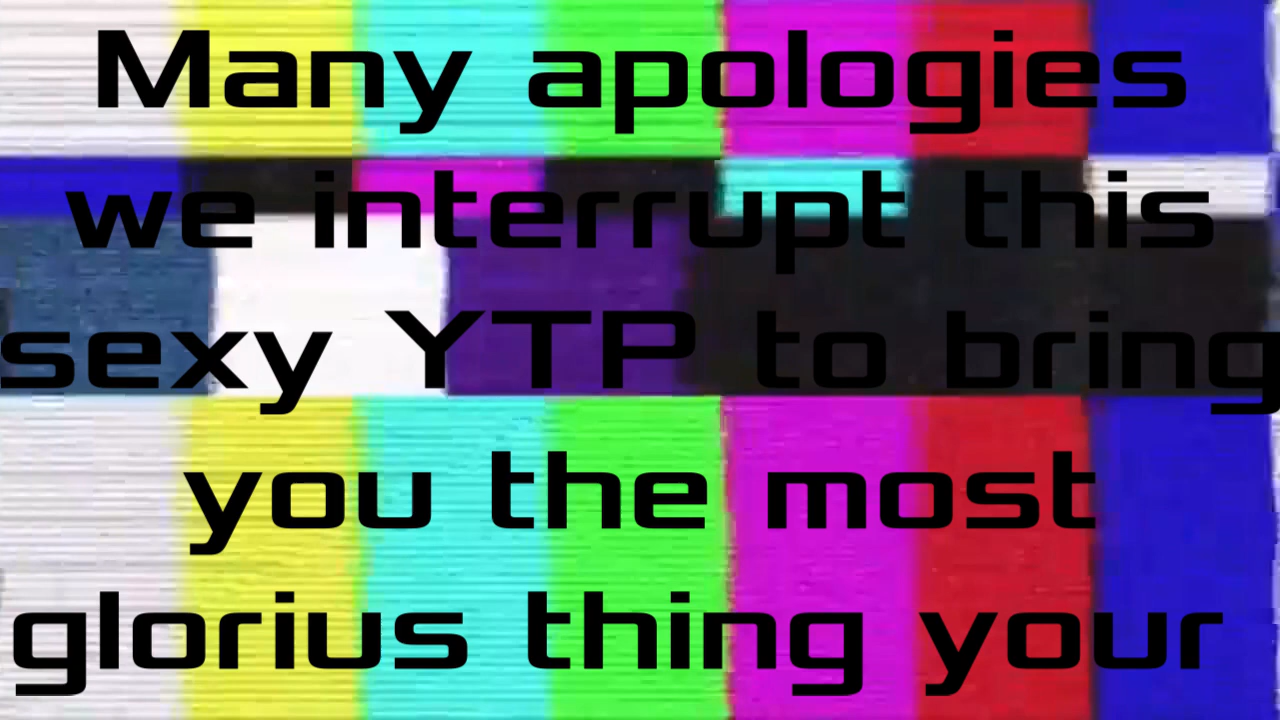 Many apologies
we interrupt this
sexy YTP to bring
you the most
glorius thing your